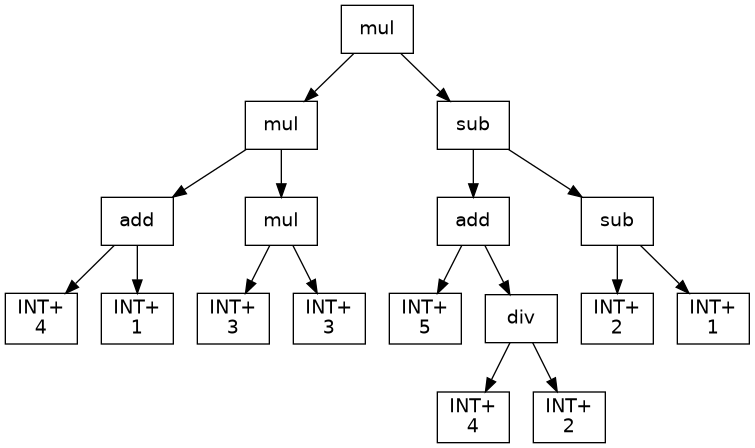 mul
mul
sub
add
mul
add
sub
INT+
4
INT+
1
INT+
3
INT+
3
INT+
5
div
INT+
2
INT+
1
INT+
4
INT+
2